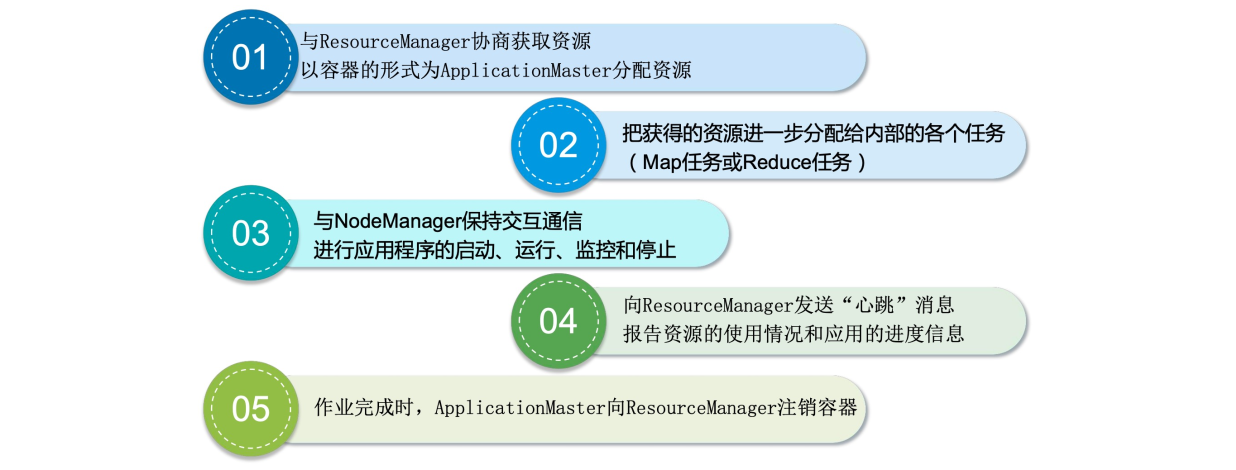 01
与ResourceManager协商获取资源
以容器的形式为ApplicationMaster分配资源
02
把获得的资源进一步分配给内部的各个任务
（Map任务或Reduce任务）
03
与NodeManager保持交互通信
进行应用程序的启动、运行、监控和停止
04
向ResourceManager发送“心跳”消息
报告资源的使用情况和应用的进度信息
05
作业完成时，ApplicationMaster向ResourceManager注销容器